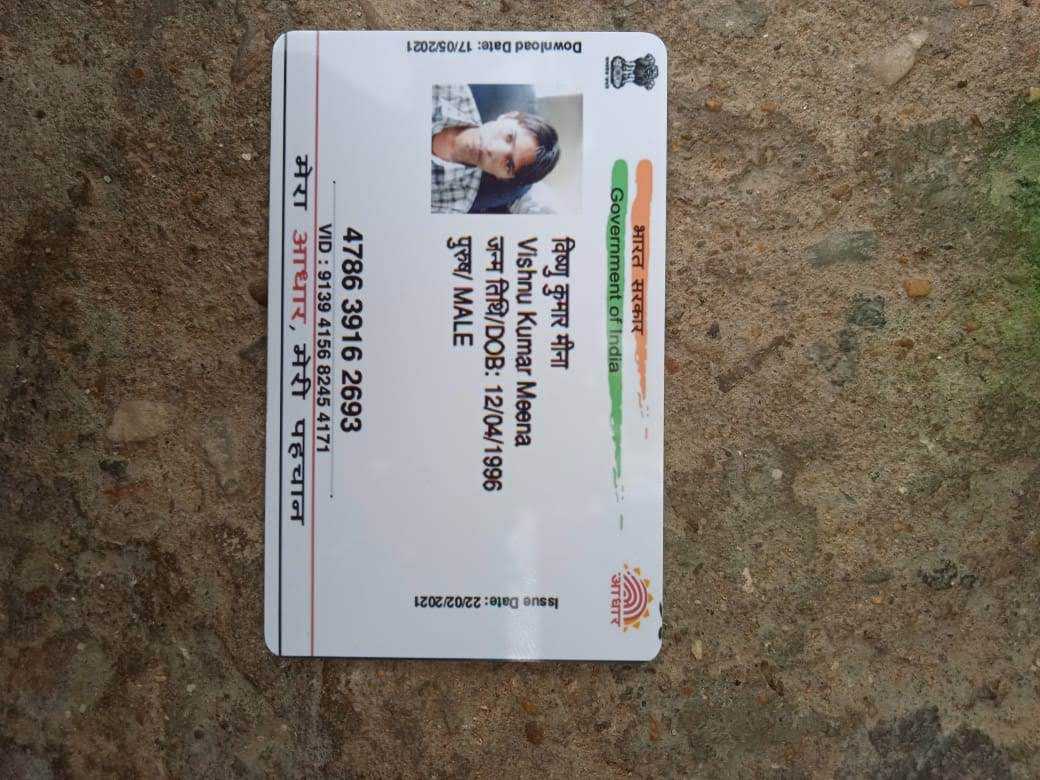 भारत सरकार
Government of India
Download Date: 17/05/2021
विष्णु कुमार मीना
Vishnu Kumar Meena
जन्म तिथि/DOB: 12/04/1996
पुरुष/ MALE
Issue Date: 22/02/2021
आधार
4786 3916 2693
VID : 9139 4156 8245 4171
मेरा आधार, मेरी पहचान